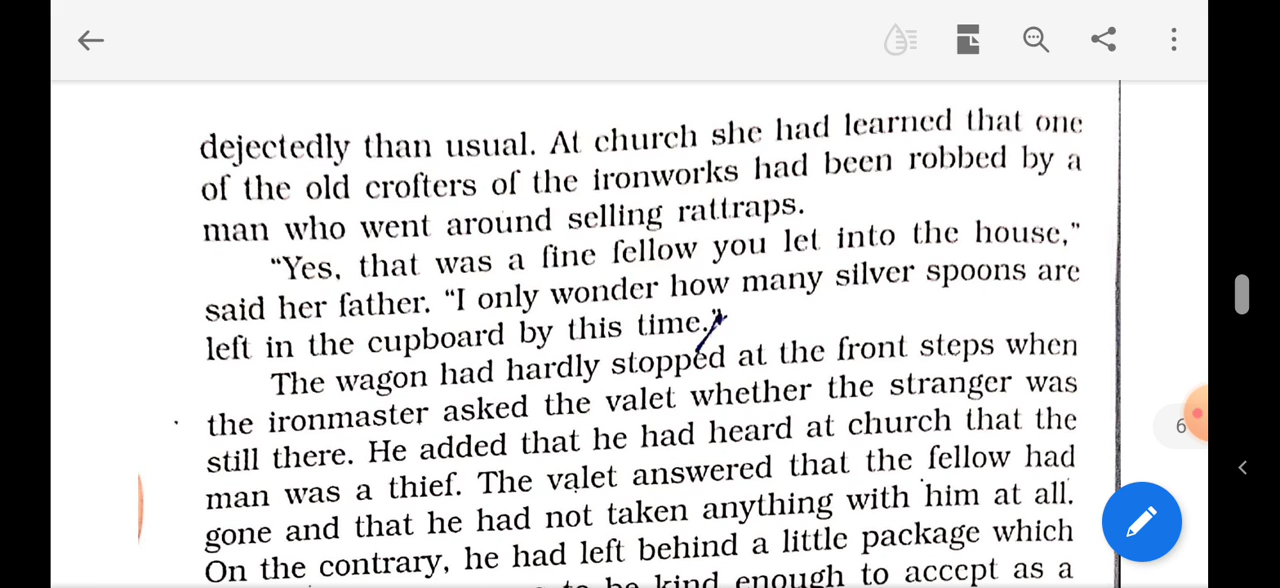 dejectedly than usual. At church she had learned that one
of the old crofters of the ironworks had been robbed by a
man who went around selling rattraps.
“Yes, that was a fine fellow you let into the house,”
said her father. “I only wonder how many silver spoons are
left in the cupboard by this time.”
The wagon had hardly stopped at the front steps when
the ironmaster asked the valet whether the stranger was
still there. He added that he had heard at church that the
man was a thief. The valet answered that the fellow had
gone and that he had not taken anything with him at all.
On the contrary, he had left behind a little package which
to be kind enough to accept as a
6